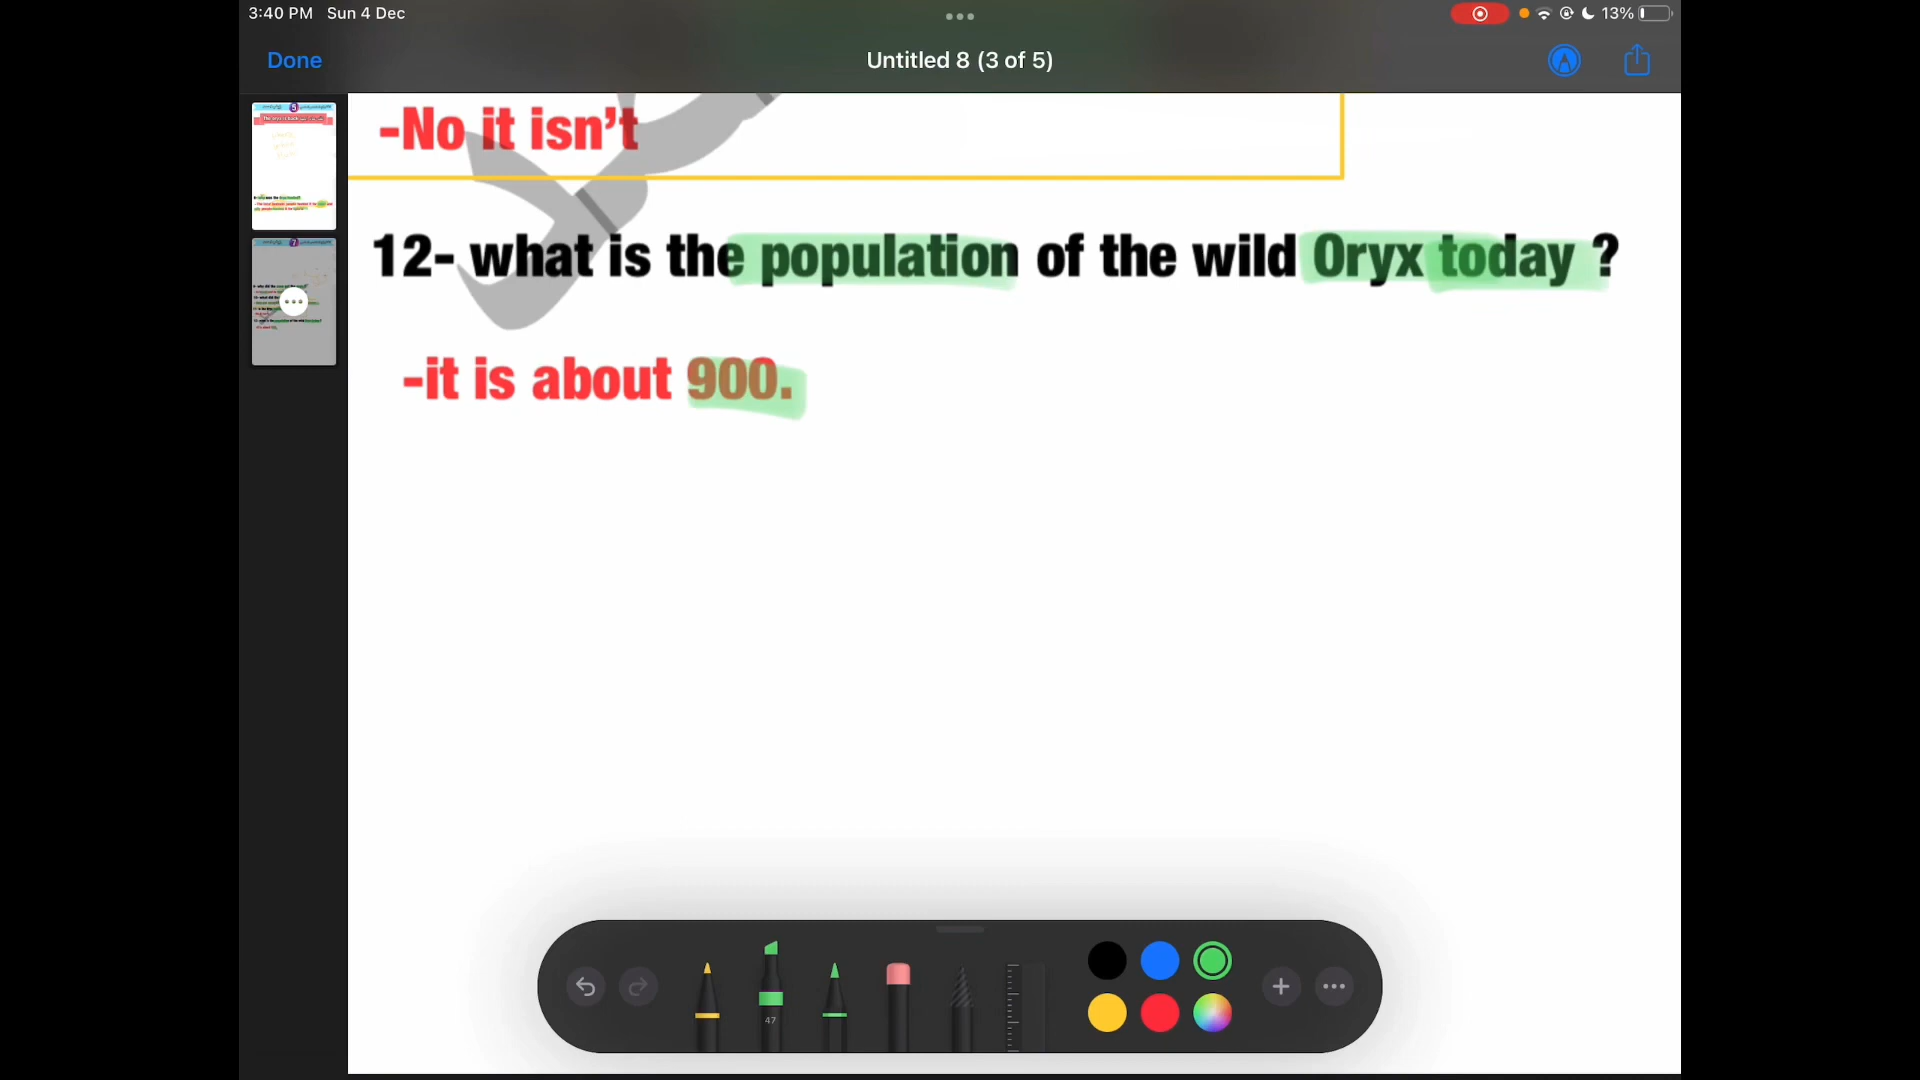 3:40 PM Sun 4 Dec
13%
Done
Untitled 8 (3 of 5)
-No it isn’t
12- what is the population of the wild Oryx today ?
-it is about 900.
47